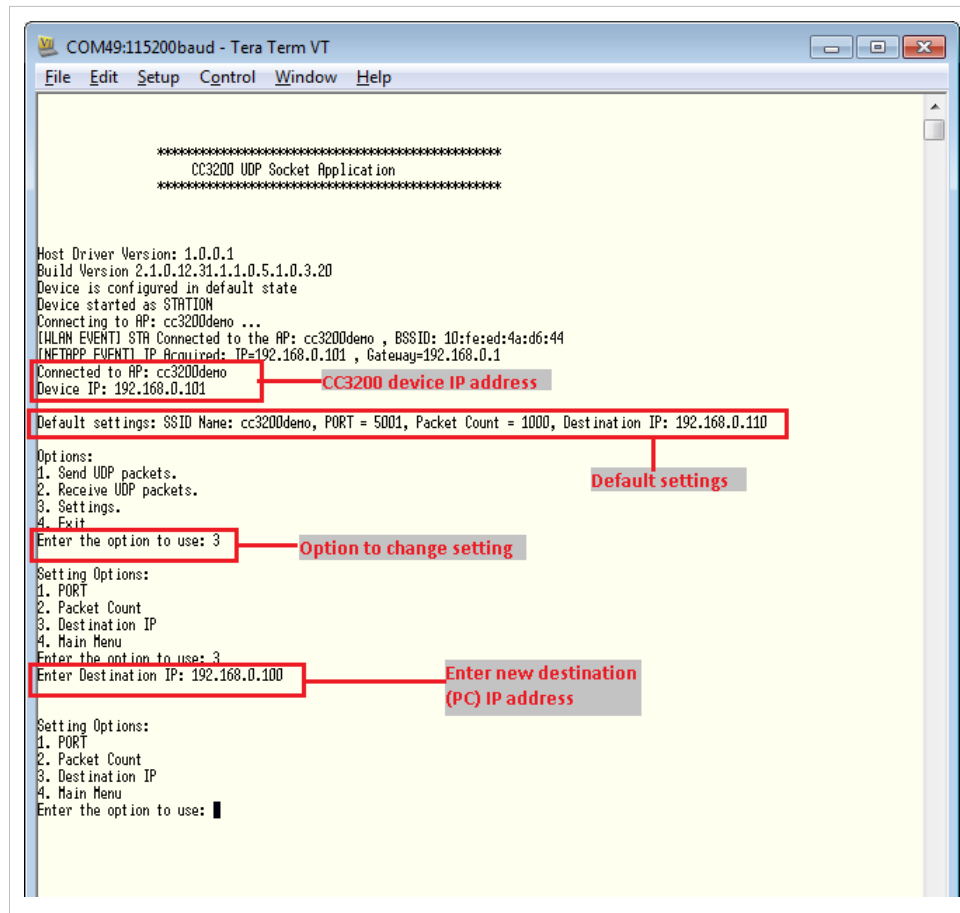 COM49:115200baud - Tera Term VT
File Edit Setup Control Window Help
**************************************************
CC3200 UDP Socket Application
**************************************************
Host Driver Version: 1.0.0.1
Build Version 2.1.0.12.31.1.1.0.5.1.0.3.20
Device is configured in default state
Device started as STATION
Connecting to AP: cc3200demo ...
[WLAN EVENT] STA Connected to the AP: cc3200demo , BSSID: 10:fe:ed:4a:d6:44
[NETAPP EVENT] IP Acquired: IP=192.168.0.101 , Gateway=192.168.0.1
Connected to AP: cc3200demo
Device IP: 192.168.0.101
CC3200 device IP address
Default settings: SSID Name: cc3200demo, PORT = 5001, Packet Count = 1000, Destination IP: 192.168.0.110
Default settings
Options:
1. Send UDP packets.
2. Receive UDP packets.
3. Settings.
4. Exit
Enter the option to use: 3
Option to change setting
Setting Options:
1. PORT
2. Packet Count
3. Destination IP
4. Main Menu
Enter the option to use: 3
Enter Destination IP: 192.168.0.100
Enter new destination
(PC) IP address
Setting Options:
1. PORT
2. Packet Count
3. Destination IP
4. Main Menu
Enter the option to use: